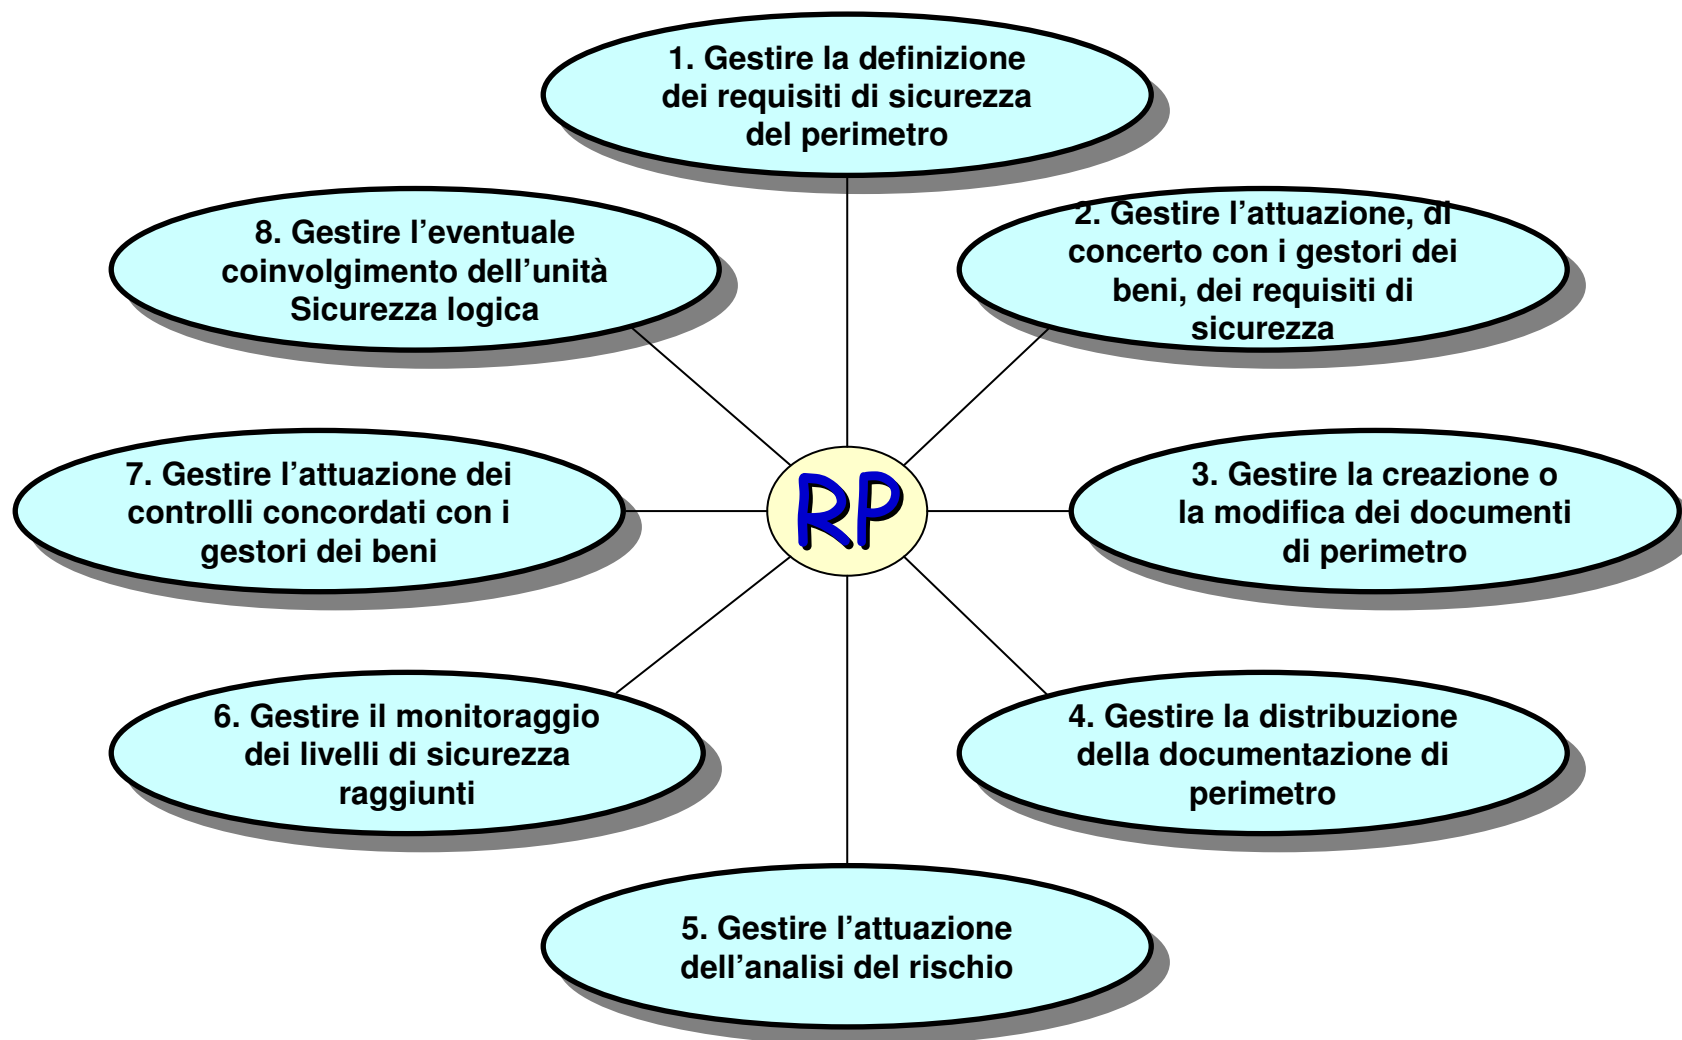 1. Gestire la definizione
dei requisiti di sicurezza
del perimetro
2. Gestire l’attuazione, di
concerto con i gestori dei
beni, dei requisiti di
sicurezza
3. Gestire la creazione o
la modifica dei documenti
di perimetro
4. Gestire la distribuzione
della documentazione di
perimetro
5. Gestire l’attuazione
dell’analisi del rischio
6. Gestire il monitoraggio
dei livelli di sicurezza
raggiunti
7. Gestire l’attuazione dei
controlli concordati con i
gestori dei beni
8. Gestire l’eventuale
coinvolgimento dell’unità
Sicurezza logica
RP